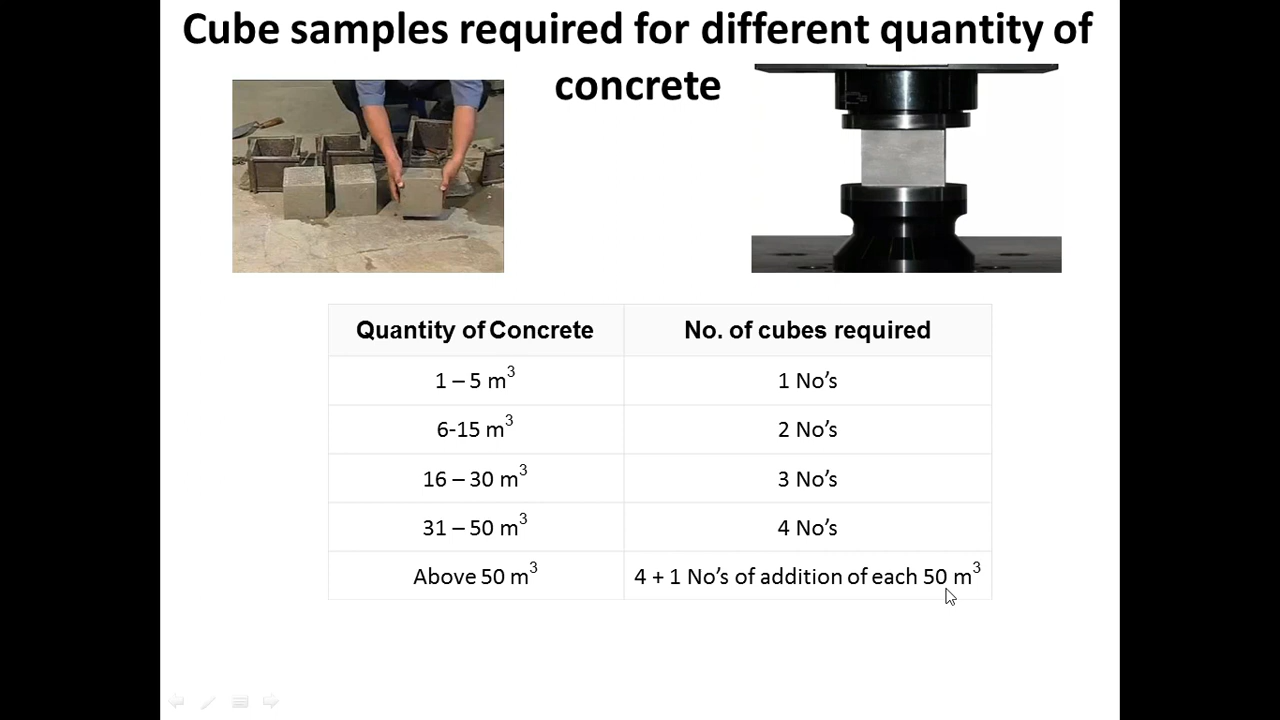 Cube samples required for different quantity of
concrete
Quantity of Concrete
No. of cubes required
1 – 5 m³
1 No’s
6-15 m³
2 No’s
16 – 30 m³
3 No’s
31 – 50 m³
4 No’s
Above 50 m³
4 + 1 No’s of addition of each 50 m³